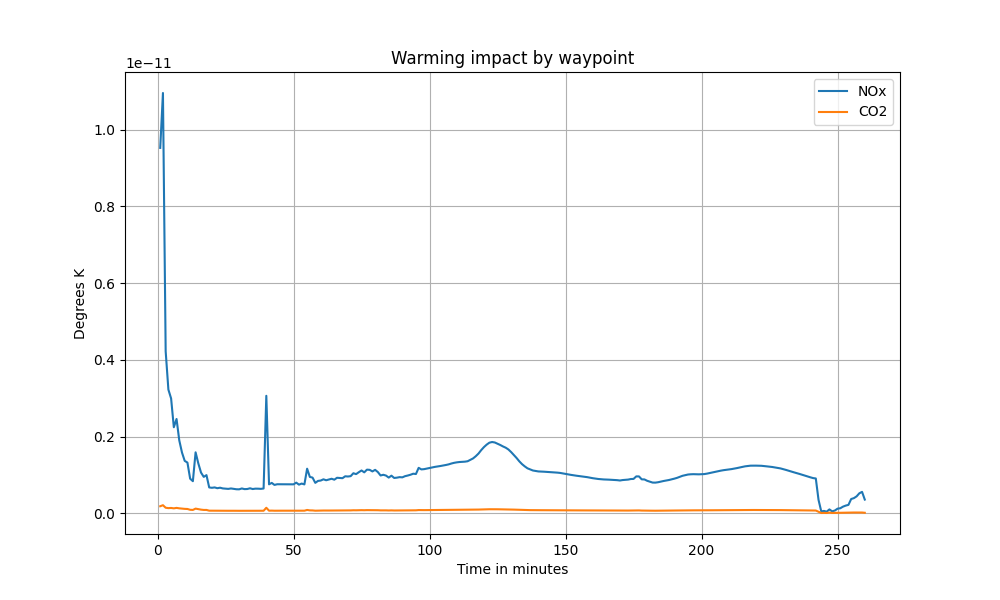 Warming impact by waypoint
1e−11
NOx
CO2
1.0
0.8
0.6
0.4
0.2
0.0
Degrees K
0 50 100 150 200 250
Time in minutes